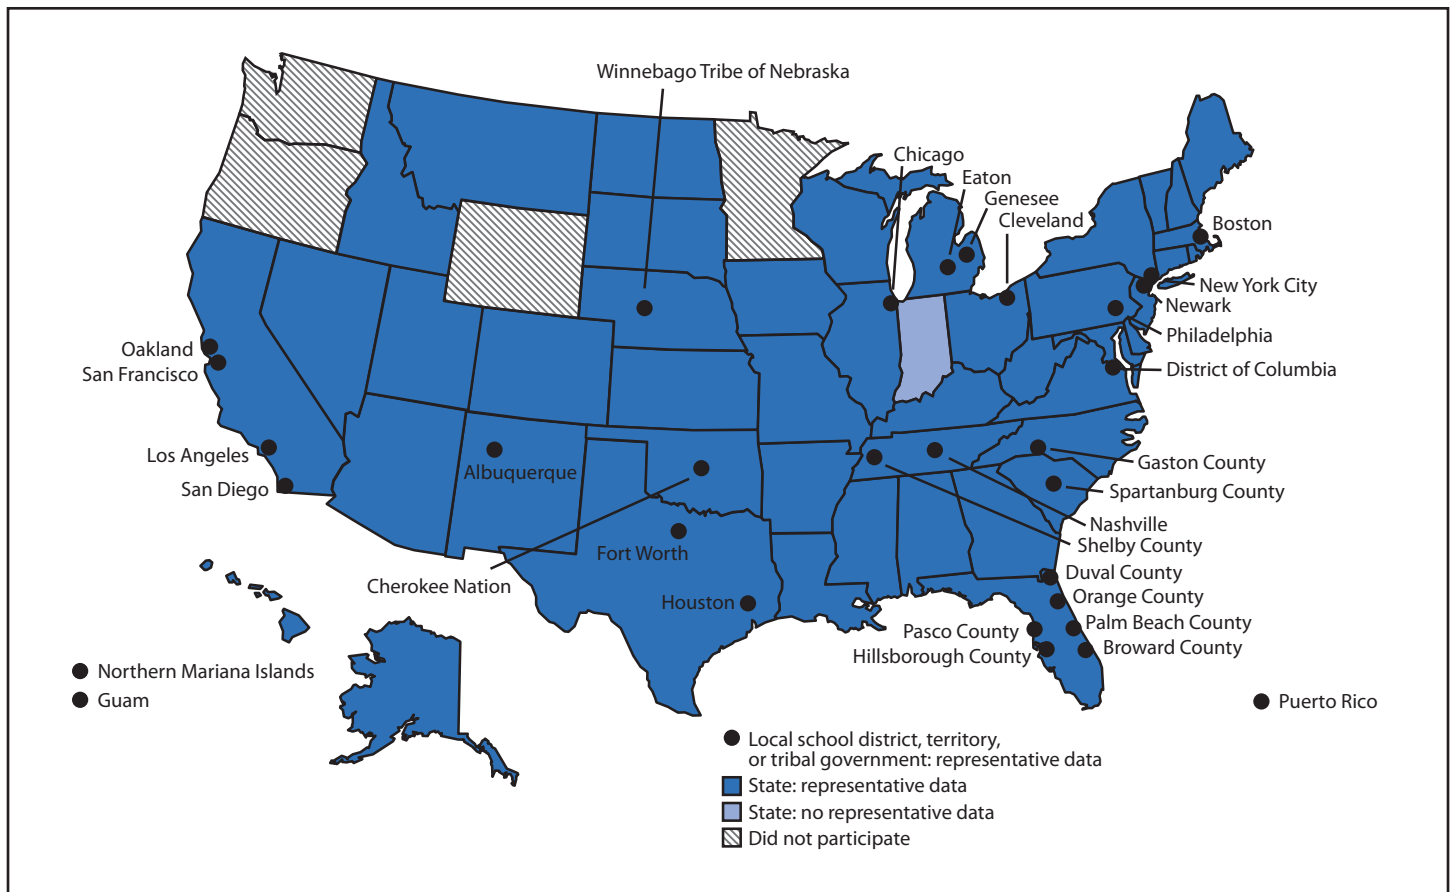 Winnebago Tribe of Nebraska
Chicago
Eaton
Genesee
Cleveland
Boston
New York City
Newark
Philadelphia
District of Columbia
Oakland
San Francisco
Los Angeles
San Diego
Albuquerque
Gaston County
Spartanburg County
Nashville
Shelby County
Fort Worth
Cherokee Nation
Houston
Duval County
Orange County
Palm Beach County
Pasco County
Broward County
Hillsborough County
Northern Mariana Islands
Guam
Puerto Rico
Local school district, territory,
or tribal government: representative data
State: representative data
State: no representative data
Did not participate